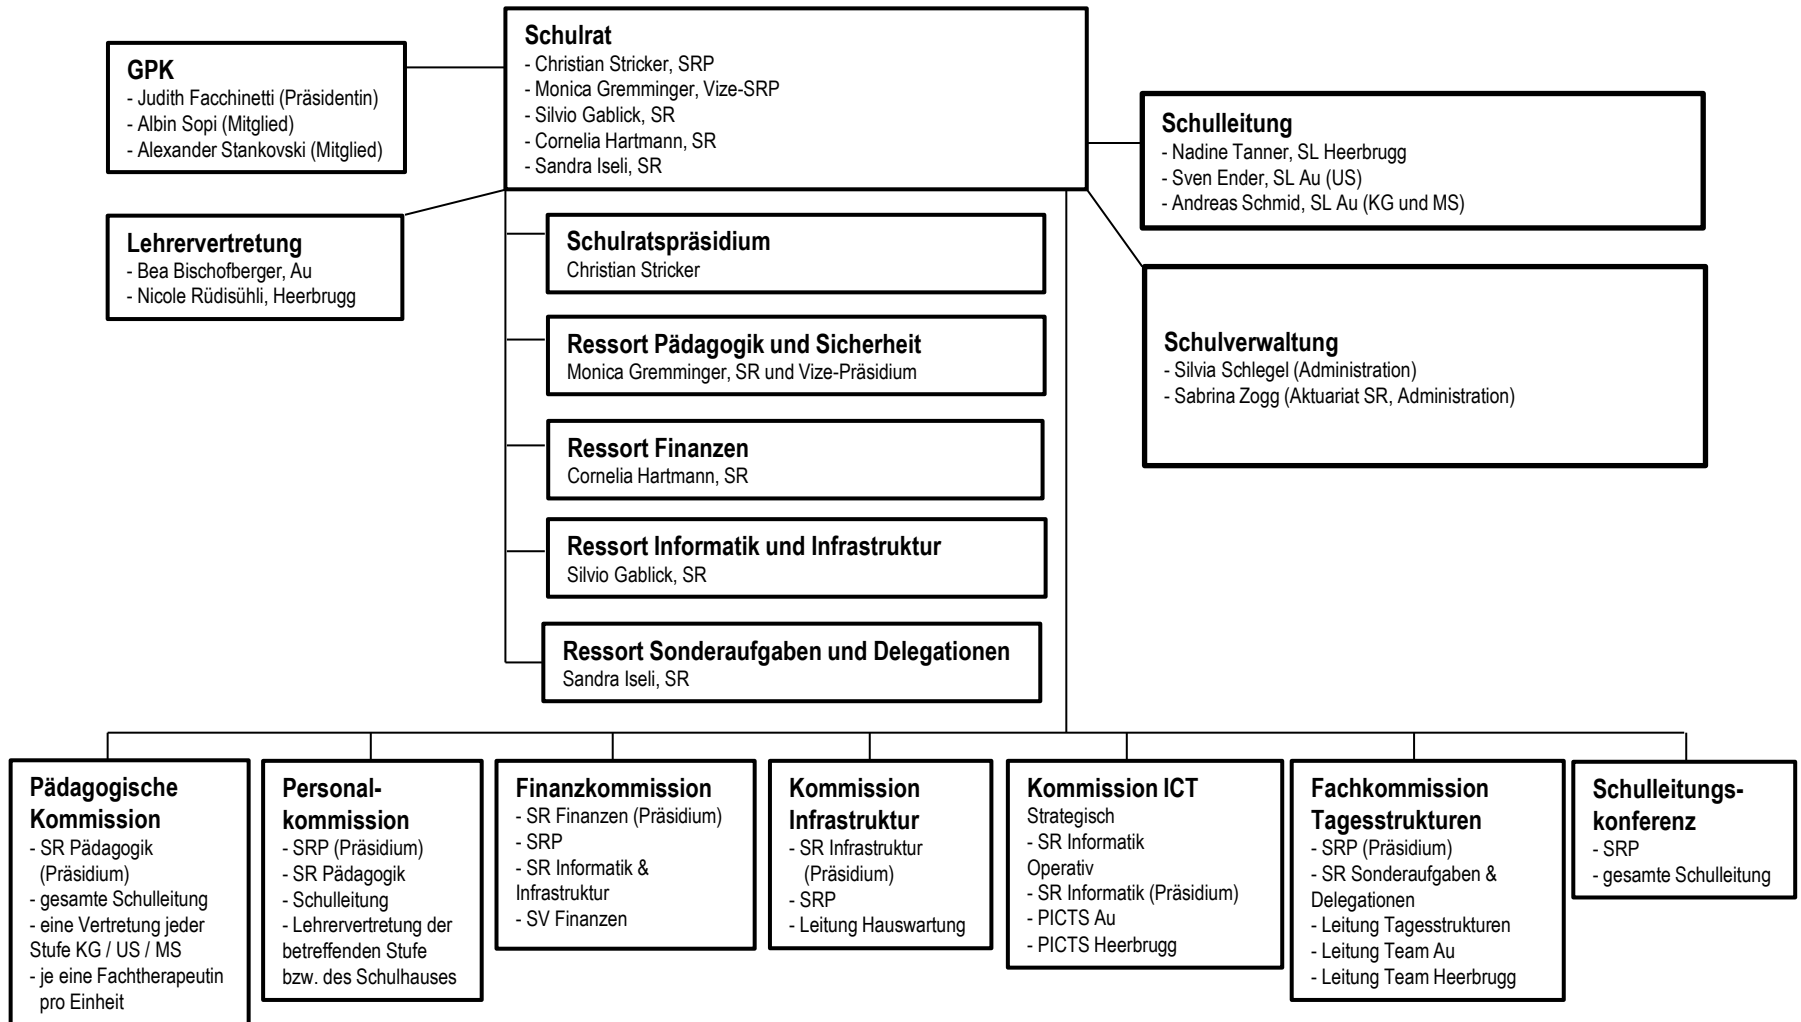 GPK
- Judith Facchinetti (Präsidentin)
- Albin Sopi (Mitglied)
- Alexander Stankovski (Mitglied)
Schulrat
- Christian Stricker, SRP
- Monica Gremminger, Vize-SRP
- Silvio Gablick, SR
- Cornelia Hartmann, SR
- Sandra Iseli, SR
Schulleitung
- Nadine Tanner, SL Heerbrugg
- Sven Ender, SL Au (US)
- Andreas Schmid, SL Au (KG und MS)
Lehrervertretung
- Bea Bischofberger, Au
- Nicole Rüdisühli, Heerbrugg
Schulratspräsidium
Christian Stricker
Ressort Pädagogik und Sicherheit
Monica Gremminger, SR und Vize-Präsidium
Ressort Finanzen
Cornelia Hartmann, SR
Ressort Informatik und Infrastruktur
Silvio Gablick, SR
Ressort Sonderaufgaben und Delegationen
Sandra Iseli, SR
Schulverwaltung
- Silvia Schlegel (Administration)
- Sabrina Zogg (Aktuariat SR, Administration)
Pädagogische
Kommission
- SR Pädagogik
(Präsidium)
- gesamte Schulleitung
- eine Vertretung jeder
Stufe KG / US / MS
- je eine Fachtherapeutin
pro Einheit
Personal-
kommission
- SRP (Präsidium)
- SR Pädagogik
- Schulleitung
- Lehrervertretung der
betreffenden Stufe
bzw. des Schulhauses
Finanzkommission
- SR Finanzen (Präsidium)
- SRP
- SR Informatik &
Infrastruktur
- SV Finanzen
Kommission
Infrastruktur
- SR Infrastruktur
(Präsidium)
- SRP
- Leitung Hauswartung
Kommission ICT
Strategisch
- SR Informatik
Operativ
- SR Informatik (Präsidium)
- PICTS Au
- PICTS Heerbrugg
Fachkommission
Tagesstrukturen
- SRP (Präsidium)
- SR Sonderaufgaben &
Delegationen
- Leitung Tagesstrukturen
- Leitung Team Au
- Leitung Team Heerbrugg
Schulleitungs-
konferenz
- SRP
- gesamte Schulleitung